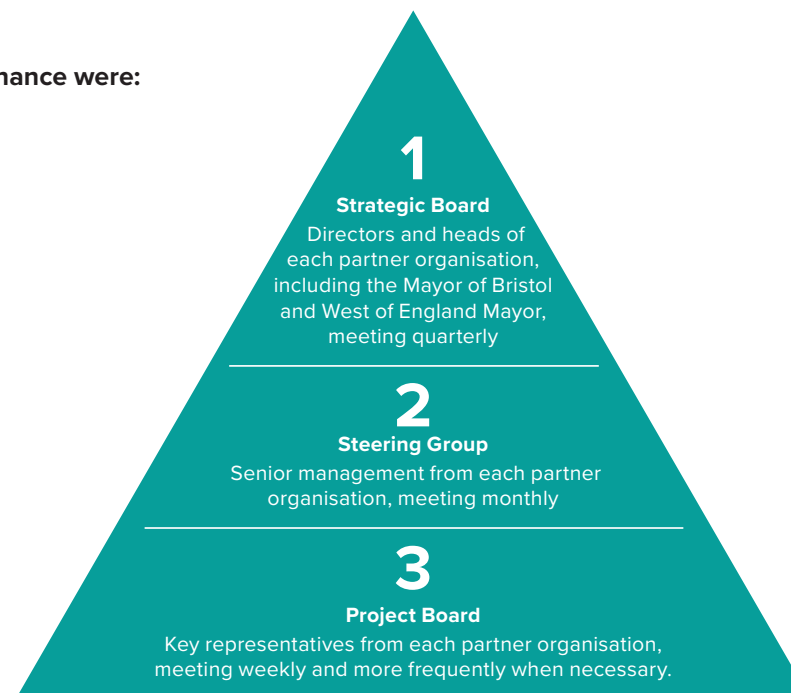 nance were:
1
Strategic Board
Directors and heads of
each partner organisation,
including the Mayor of Bristol
and West of England Mayor,
meeting quarterly
2
Steering Group
Senior management from each partner
organisation, meeting monthly
3
Project Board
Key representatives from each partner organisation,
meeting weekly and more frequently when necessary.